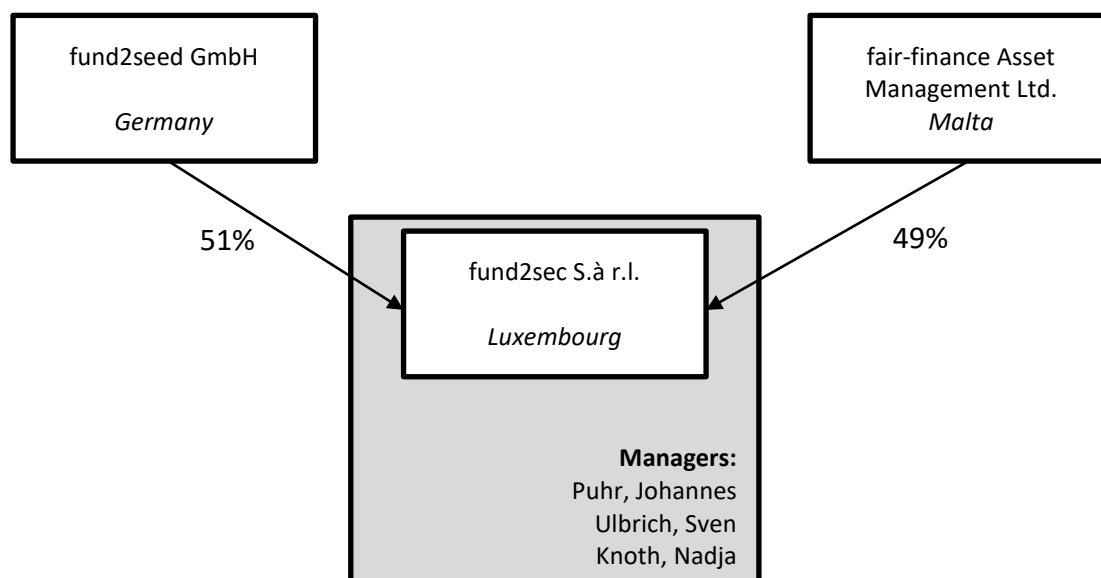 fund2seed GmbH
Germany
fair-finance Asset
Management Ltd.
Malta
51%
49%
fund2sec S.à r.l.
Luxembourg
Managers:
Puhr, Johannes
Ulbrich, Sven
Knoth, Nadja